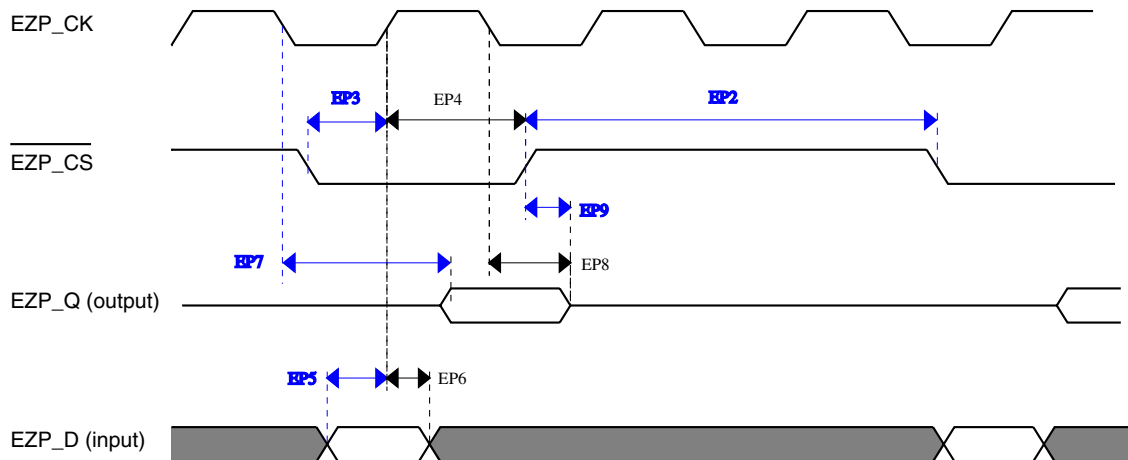 EZP_CK
EP3
EP4
EP2
EZP_CS
EP9
EP7
EP8
EZP_Q (output)
EP5
EP6
EZP_D (input)